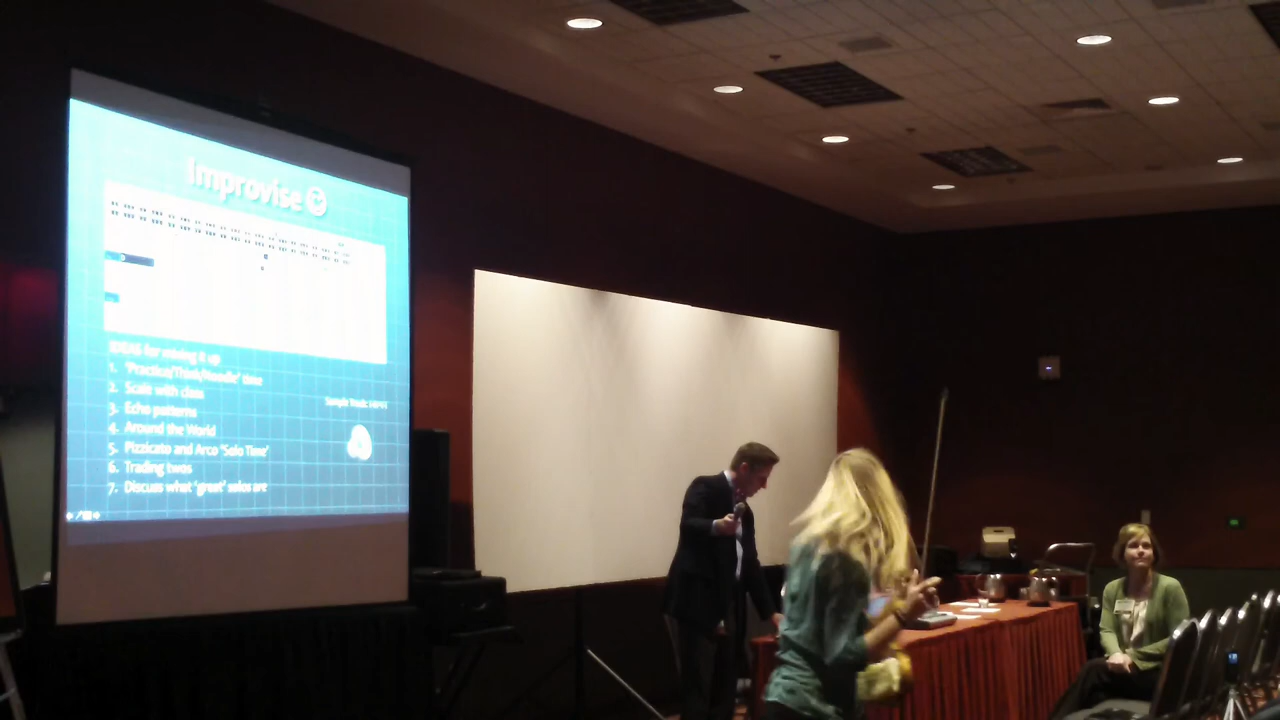 Improvise
IDEAS for mixing it up
1. 'Practice/Think/Noodle' time
2. Scale with class
3. Echo patterns
4. Around the World
5. Pizzicato and Arco 'Solo Time'
6. Trading twos
7. Discuss what 'great' solos are